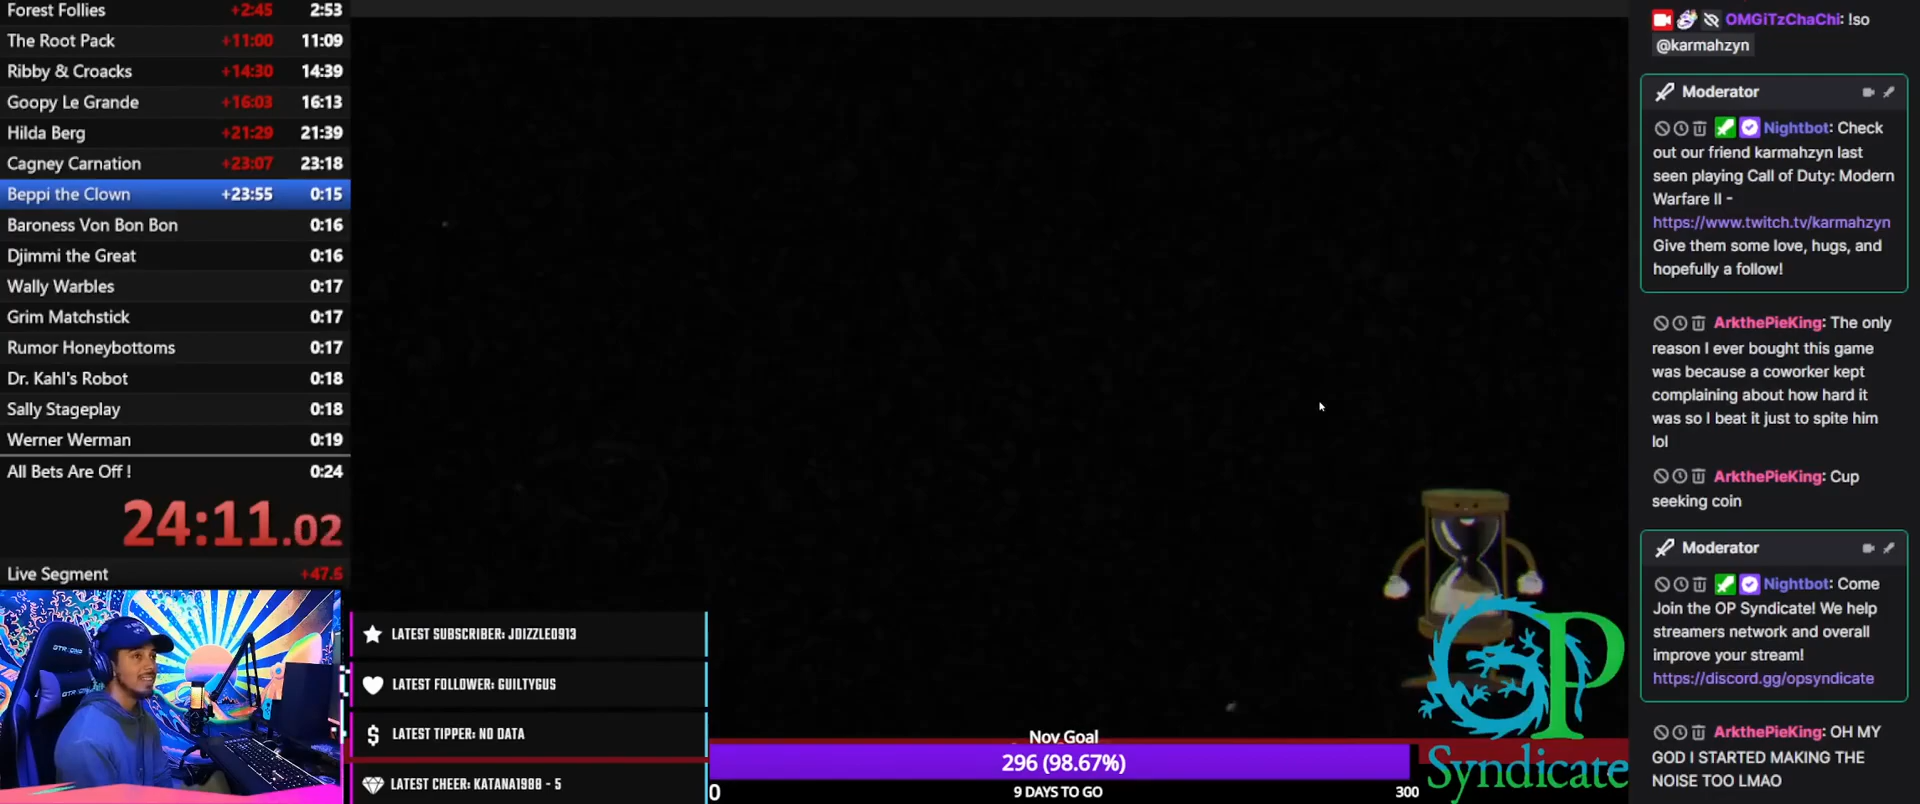 Forest Follies +2:45 2:53
The Root Pack +11:00 11:09
Ribby & Croacks +14:30 14:39
Goopy Le Grande +16:03 16:13
Hilda Berg +21:29 21:39
Cagney Carnation +23:07 23:18
Beppi the Clown +23:55 0:15
Baroness Von Bon Bon 0:16
Djimmi the Great 0:16
Wally Warbles 0:17
Grim Matchstick 0:17
Rumor Honeybottoms 0:17
Dr. Kahl's Robot 0:18
Sally Stageplay 0:18
Werner Werman 0:19
All Bets Are Off ! 0:24
24:11.02
Live Segment +47.5
LATEST SUBSCRIBER: JDIZZLE0913
LATEST FOLLOWER: GUILTYGUS
LATEST TIPPER: NO DATA
LATEST CHEER: KATANA1988 - 5
Nov Goal
296 (98.67%)
0 9 DAYS TO GO 300
OP
Syndicate
OMGiTzChaChi: !so
@karmahzyn
Moderator
Nightbot: Check
out our friend karmahzyn last
seen playing Call of Duty: Modern
Warfare II -
https://www.twitch.tv/karmahzyn
Give them some love, hugs, and
hopefully a follow!
ArkthePieKing: The only
reason I ever bought this game
was because a coworker kept
complaining about how hard it
was so I beat it just to spite him
lol
ArkthePieKing: Cup
seeking coin
Moderator
Nightbot: Come
Join the OP Syndicate! We help
streamers network and overall
improve your stream!
https://discord.gg/opsyndicate
ArkthePieKing: OH MY
GOD I STARTED MAKING THE
NOISE TOO LMAO